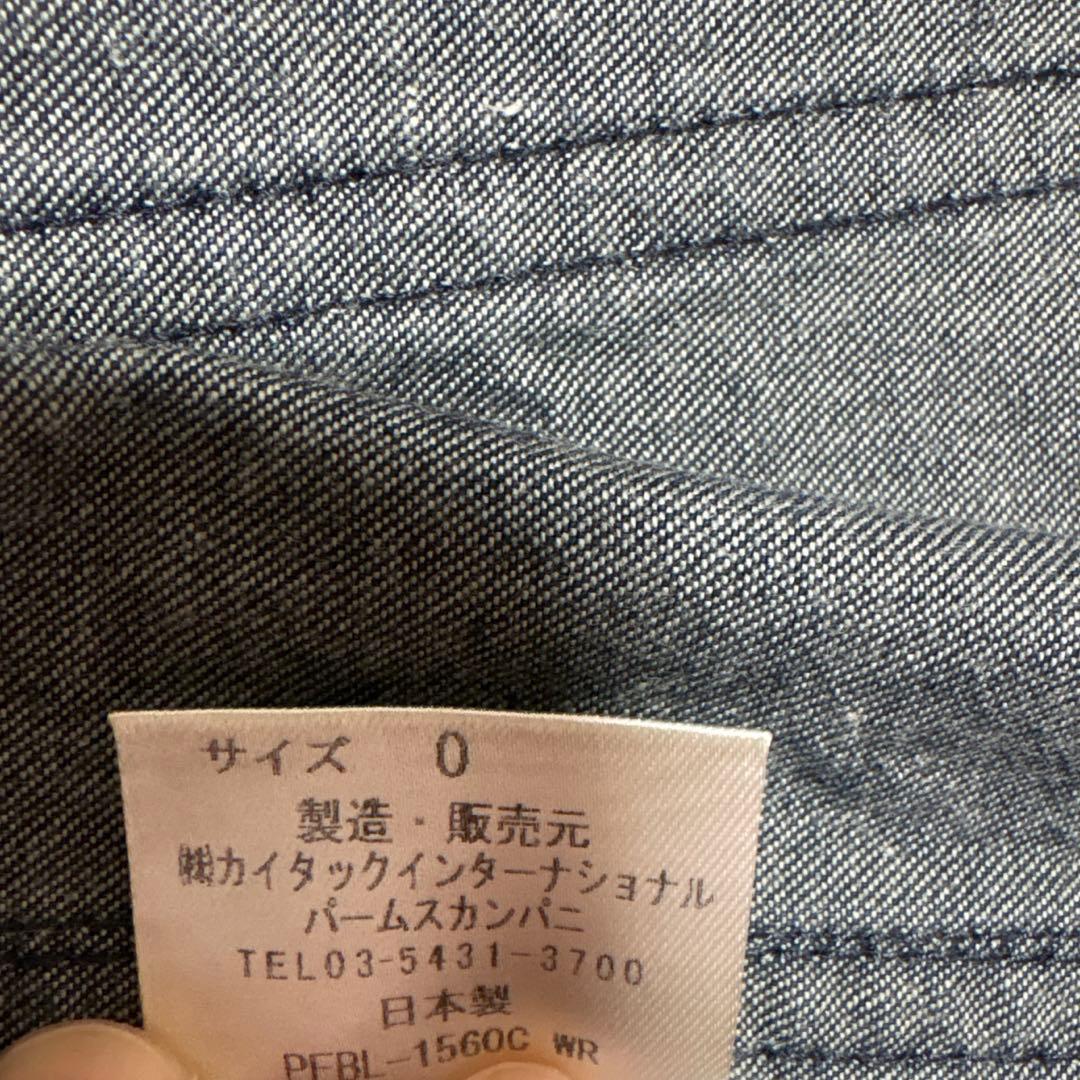 サイズ 0
製造・販売元
㈱カイタックインターナショナル
パームスカンパニ
TEL03-5431-3700
日本製
PFBL-1560C WR